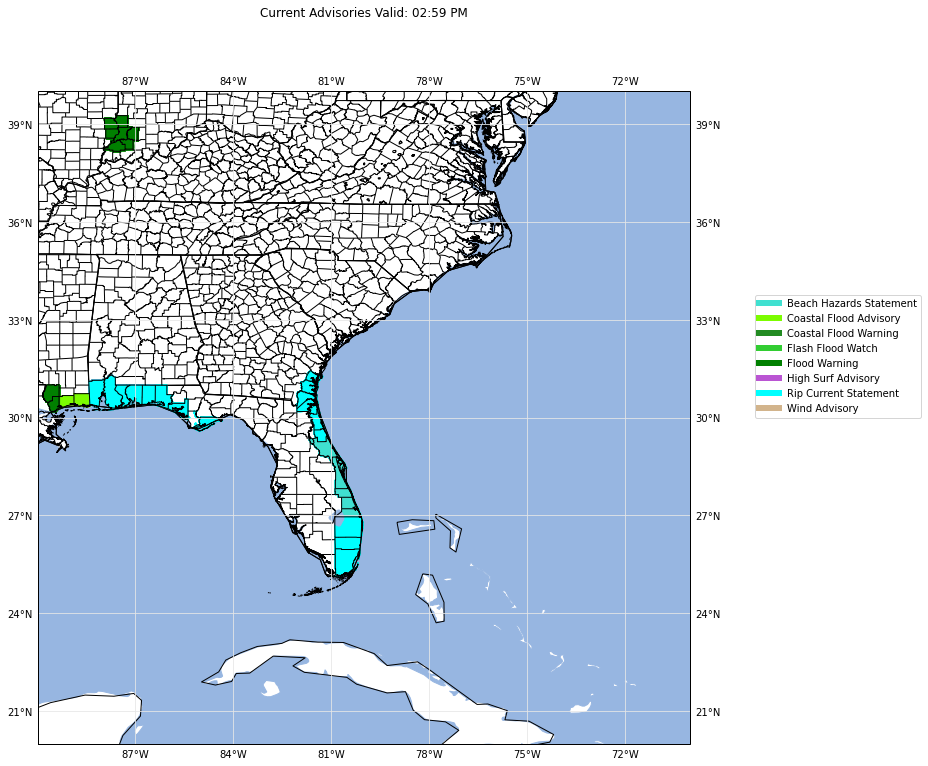 Current Advisories Valid: 02:59 PM
87°W 84°W 81°W 78°W 75°W 72°W
39°N 39°N
36°N 36°N
33°N 33°N
Beach Hazards Statement
Coastal Flood Advisory
Coastal Flood Warning
Flash Flood Watch
Flood Warning
High Surf Advisory
Rip Current Statement
Wind Advisory
30°N 30°N
27°N 27°N
24°N 24°N
21°N 21°N
87°W 84°W 81°W 78°W 75°W 72°W